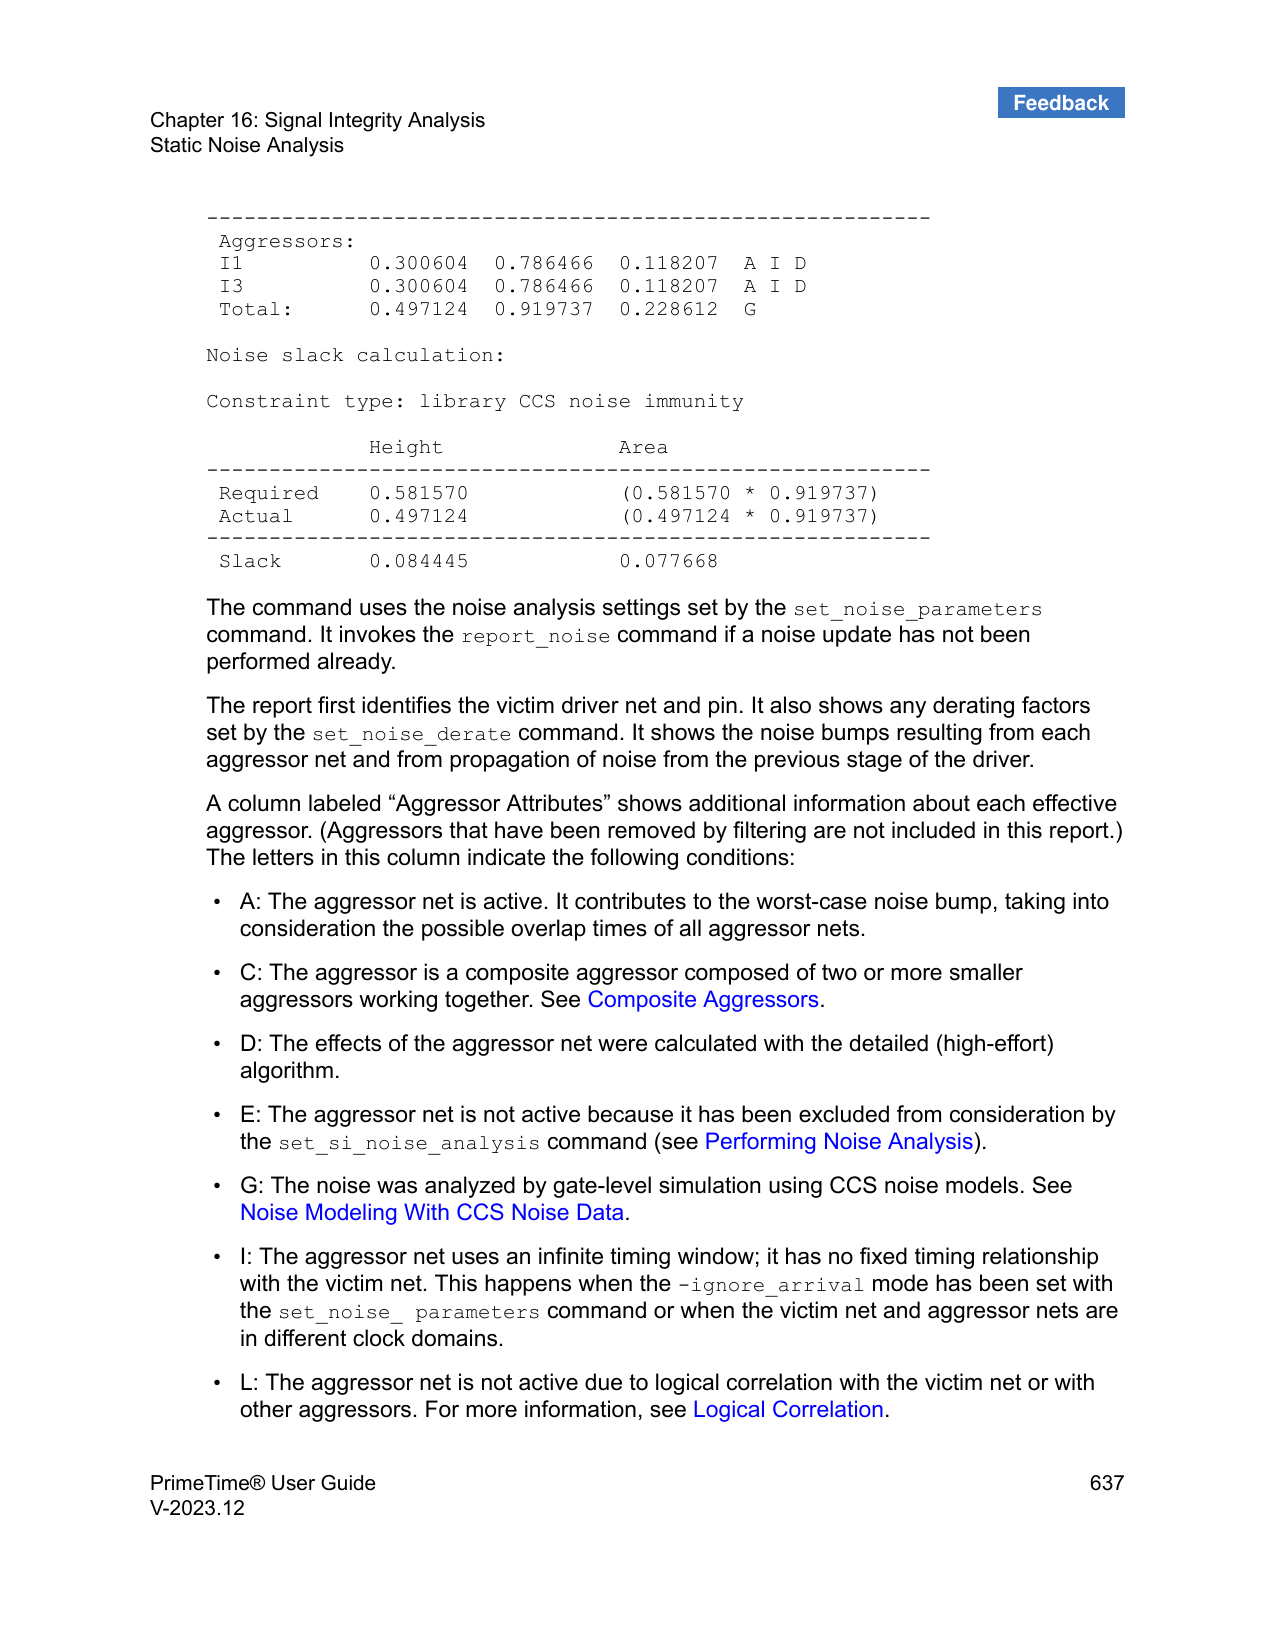 Feedback
Chapter 16: Signal Integrity Analysis
Static Noise Analysis
----------------------------------------------------------
 Aggressors:
 I1          0.300604  0.786466  0.118207  A I D
 I3          0.300604  0.786466  0.118207  A I D
 Total:      0.497124  0.919737  0.228612  G
Noise slack calculation:
Constraint type: library CCS noise immunity
             Height              Area
----------------------------------------------------------
 Required    0.581570            (0.581570 * 0.919737)
 Actual      0.497124            (0.497124 * 0.919737)
----------------------------------------------------------
 Slack       0.084445            0.077668
The command uses the noise analysis settings set by the set_noise_parameters
command. It invokes the report_noise command if a noise update has not been
performed already.
The report first identifies the victim driver net and pin. It also shows any derating factors
set by the set_noise_derate command. It shows the noise bumps resulting from each
aggressor net and from propagation of noise from the previous stage of the driver.
A column labeled “Aggressor Attributes” shows additional information about each effective
aggressor. (Aggressors that have been removed by filtering are not included in this report.)
The letters in this column indicate the following conditions:
• A: The aggressor net is active. It contributes to the worst-case noise bump, taking into
consideration the possible overlap times of all aggressor nets.
• C: The aggressor is a composite aggressor composed of two or more smaller
aggressors working together. See Composite Aggressors.
• D: The effects of the aggressor net were calculated with the detailed (high-effort)
algorithm.
• E: The aggressor net is not active because it has been excluded from consideration by
the set_si_noise_analysis command (see Performing Noise Analysis).
• G: The noise was analyzed by gate-level simulation using CCS noise models. See
Noise Modeling With CCS Noise Data.
• I: The aggressor net uses an infinite timing window; it has no fixed timing relationship
with the victim net. This happens when the -ignore_arrival mode has been set with
the set_noise_ parameters command or when the victim net and aggressor nets are
in different clock domains.
• L: The aggressor net is not active due to logical correlation with the victim net or with
other aggressors. For more information, see Logical Correlation.
PrimeTime® User Guide
637
V-2023.12